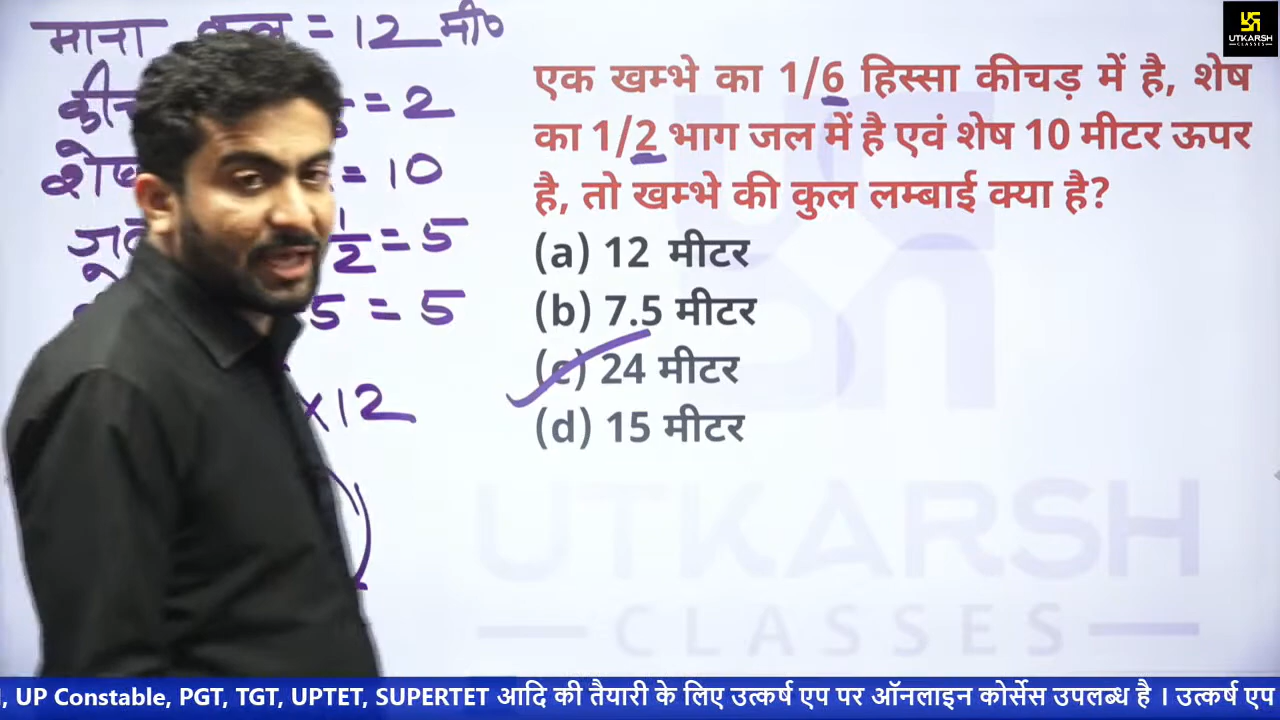 माना कुल = 12 मी०
= 2
शेष = 10
1/2 = 5
5 = 5
×12
UTKARSH
CLASSES
एक खम्भे का 1/6 हिस्सा कीचड़ में है, शेष
का 1/2 भाग जल में है एवं शेष 10 मीटर ऊपर
है, तो खम्भे की कुल लम्बाई क्या है?
(a) 12 मीटर
(b) 7.5 मीटर
(c) 24 मीटर
(d) 15 मीटर
UTKARSH
CLASSES
, UP Constable, PGT, TGT, UPTET, SUPERTET आदि की तैयारी के लिए उत्कर्ष एप पर ऑनलाइन कोर्सेस उपलब्ध है । उत्कर्ष एप